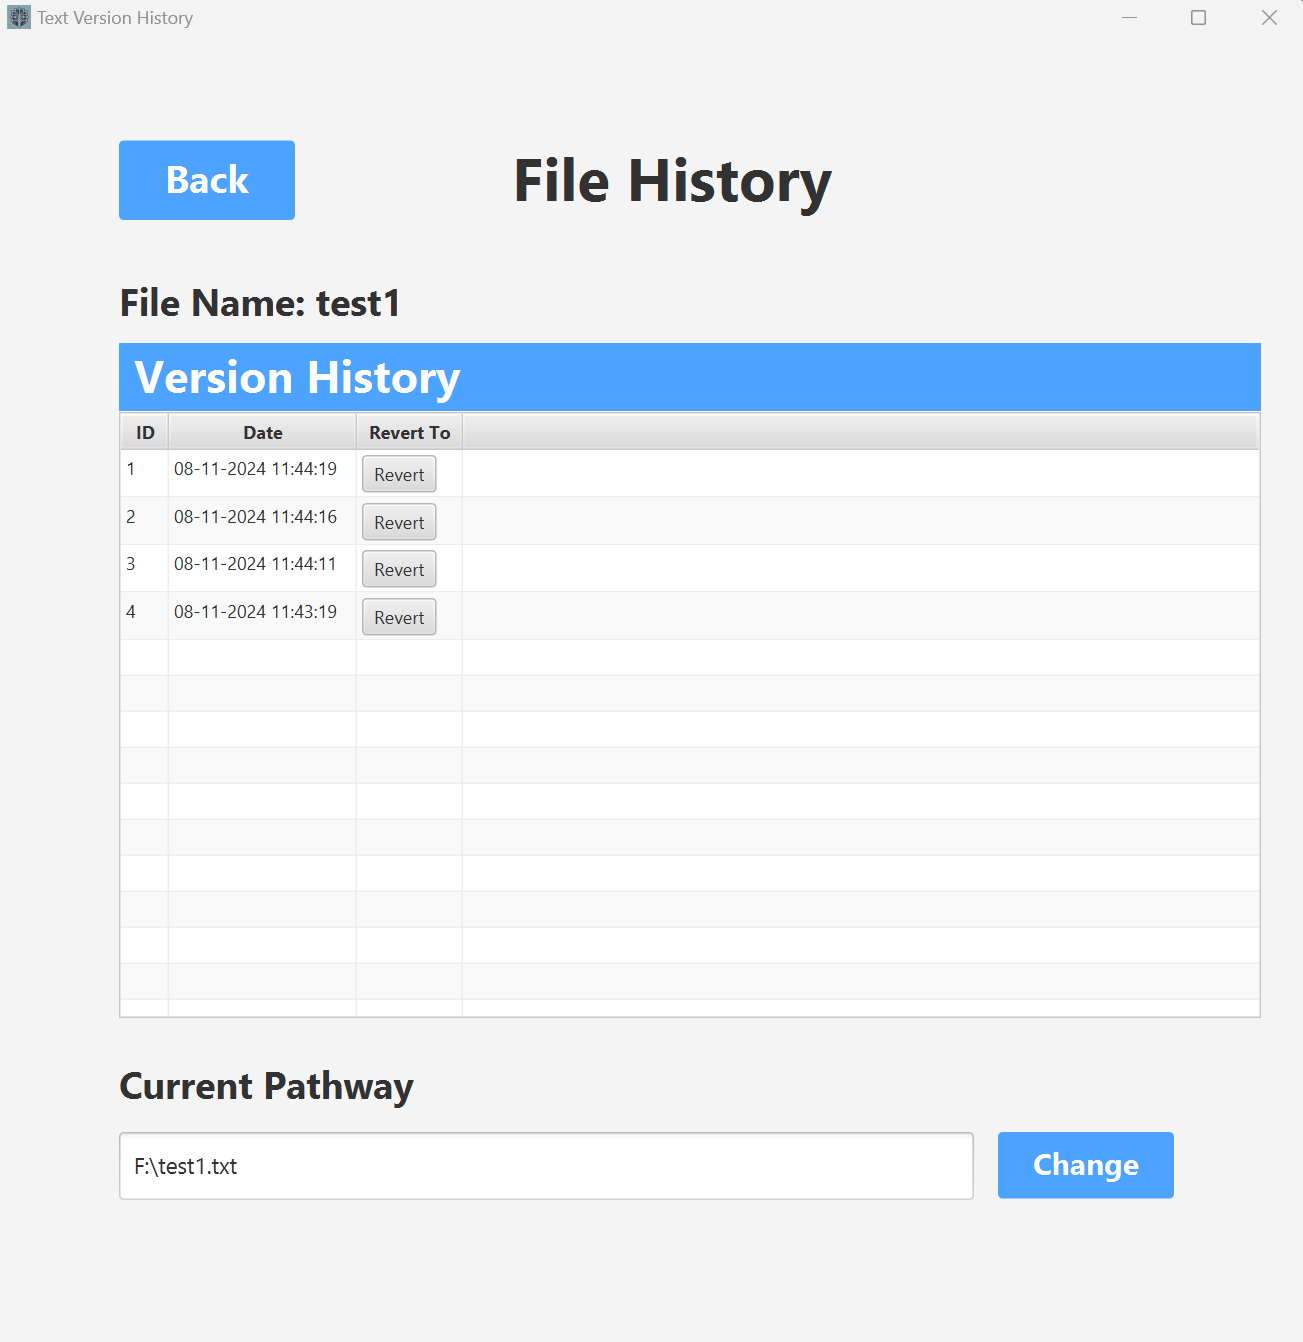 Text Version History
Back
File History
File Name: test1
Version History
ID Date Revert To
1 08-11-2024 11:44:19 Revert
2 08-11-2024 11:44:16 Revert
3 08-11-2024 11:44:11 Revert
4 08-11-2024 11:43:19 Revert
Current Pathway
F:\test1.txt
Change